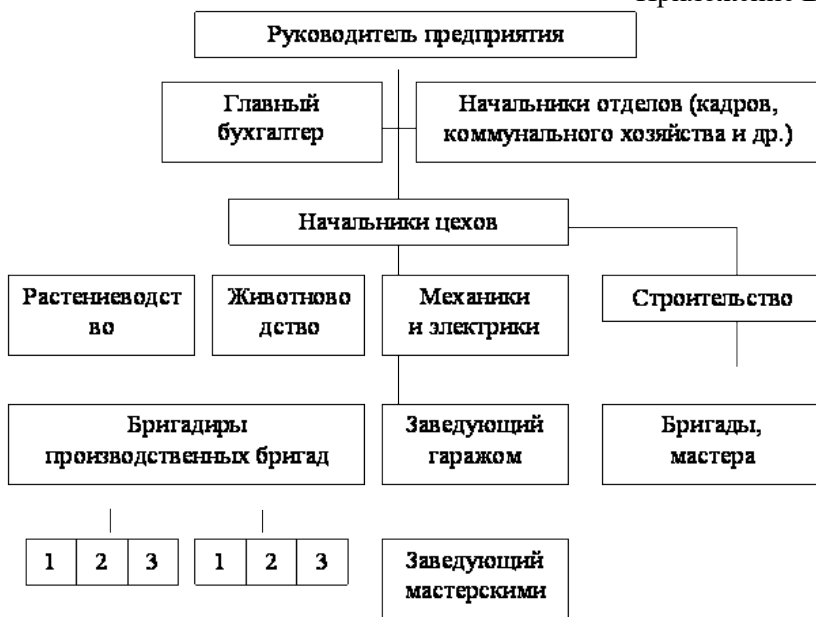 Руководитель предприятия
Главный
бухгалтер
Начальники отделов (кадров,
коммунального хозяйства и др.)
Начальники цехов
Растениеводст
во
Животново
дство
Механики
и электрики
Строительство
Бригадиры
производственных бригад
Заведующий
гаражом
Бригады,
мастера
1 2 3
1 2 3
Заведующий
мастерскими